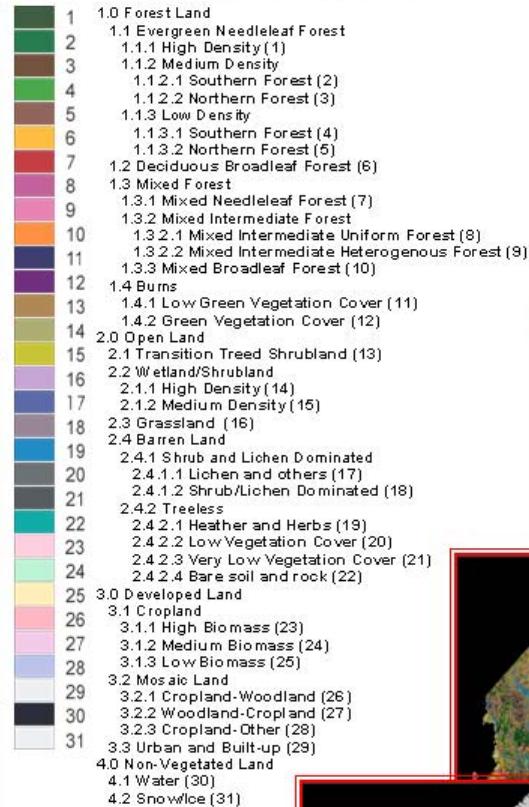 1
2
3
4
5
6
7
8
9
10
11
12
13
14
15
16
17
18
19
20
21
22
23
24
25
26
27
28
29
30
31
1.0 Forest Land
1.1 Evergreen Needleleaf Forest
1.1.1 High Density (1)
1.1.2 Medium Density
1.1.2.1 Southern Forest (2)
1.1.2.2 Northern Forest (3)
1.1.3 Low Density
1.1.3.1 Southern Forest (4)
1.1.3.2 Northern Forest (5)
1.2 Deciduous Broadleaf Forest (6)
1.3 Mixed Forest
1.3.1 Mixed Needleleaf Forest (7)
1.3.2 Mixed Intermediate Forest
1.3.2.1 Mixed Intermediate Uniform Forest (8)
1.3.2.2 Mixed Intermediate Heterogenous Forest (9)
1.3.3 Mixed Broadleaf Forest (10)
1.4 Burns
1.4.1 Low Green Vegetation Cover (11)
1.4.2 Green Vegetation Cover (12)
2.0 Open Land
2.1 Transition Treed Shrubland (13)
2.2 Wetland/Shrubland
2.1.1 High Density (14)
2.1.2 Medium Density (15)
2.3 Grassland (16)
2.4 Barren Land
2.4.1 Shrub and Lichen Dominated
2.4.1.1 Lichen and others (17)
2.4.1.2 Shrub/Lichen Dominated (18)
2.4.2 Treeless
2.4.2.1 Heather and Herbs (19)
2.4.2.2 Low Vegetation Cover (20)
2.4.2.3 Very Low Vegetation Cover (21)
2.4.2.4 Bare soil and rock (22)
3.0 Developed Land
3.1 Cropland
3.1.1 High Biomass (23)
3.1.2 Medium Biomass (24)
3.1.3 Low Biomass (25)
3.2 Mosaic Land
3.2.1 Cropland-Woodland (26)
3.2.2 Woodland-Cropland (27)
3.2.3 Cropland-Other (28)
3.3 Urban and Built-up (29)
4.0 Non-Vegetated Land
4.1 Water (30)
4.2 Snow/Ice (31)